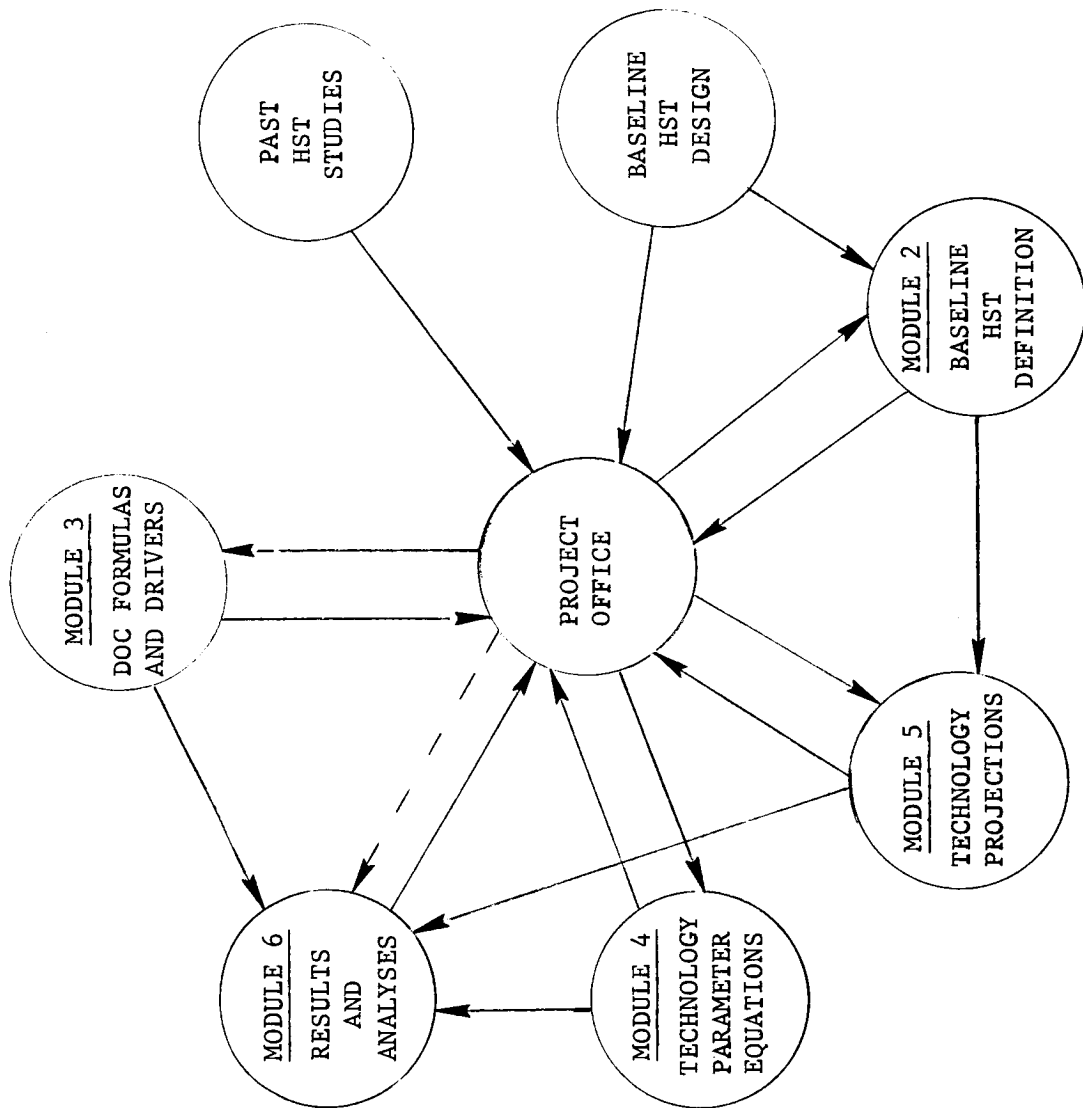 MODULE 3
DOC FORMULAS
AND DRIVERS
MODULE 6
RESULTS
AND
ANALYSES
PAST
HST
STUDIES
PROJECT
OFFICE
BASELINE
HST
DESIGN
MODULE 4
TECHNOLOGY
PARAMETER
EQUATIONS
MODULE 5
TECHNOLOGY
PROJECTIONS
MODULE 2
BASELINE
HST
DEFINITION